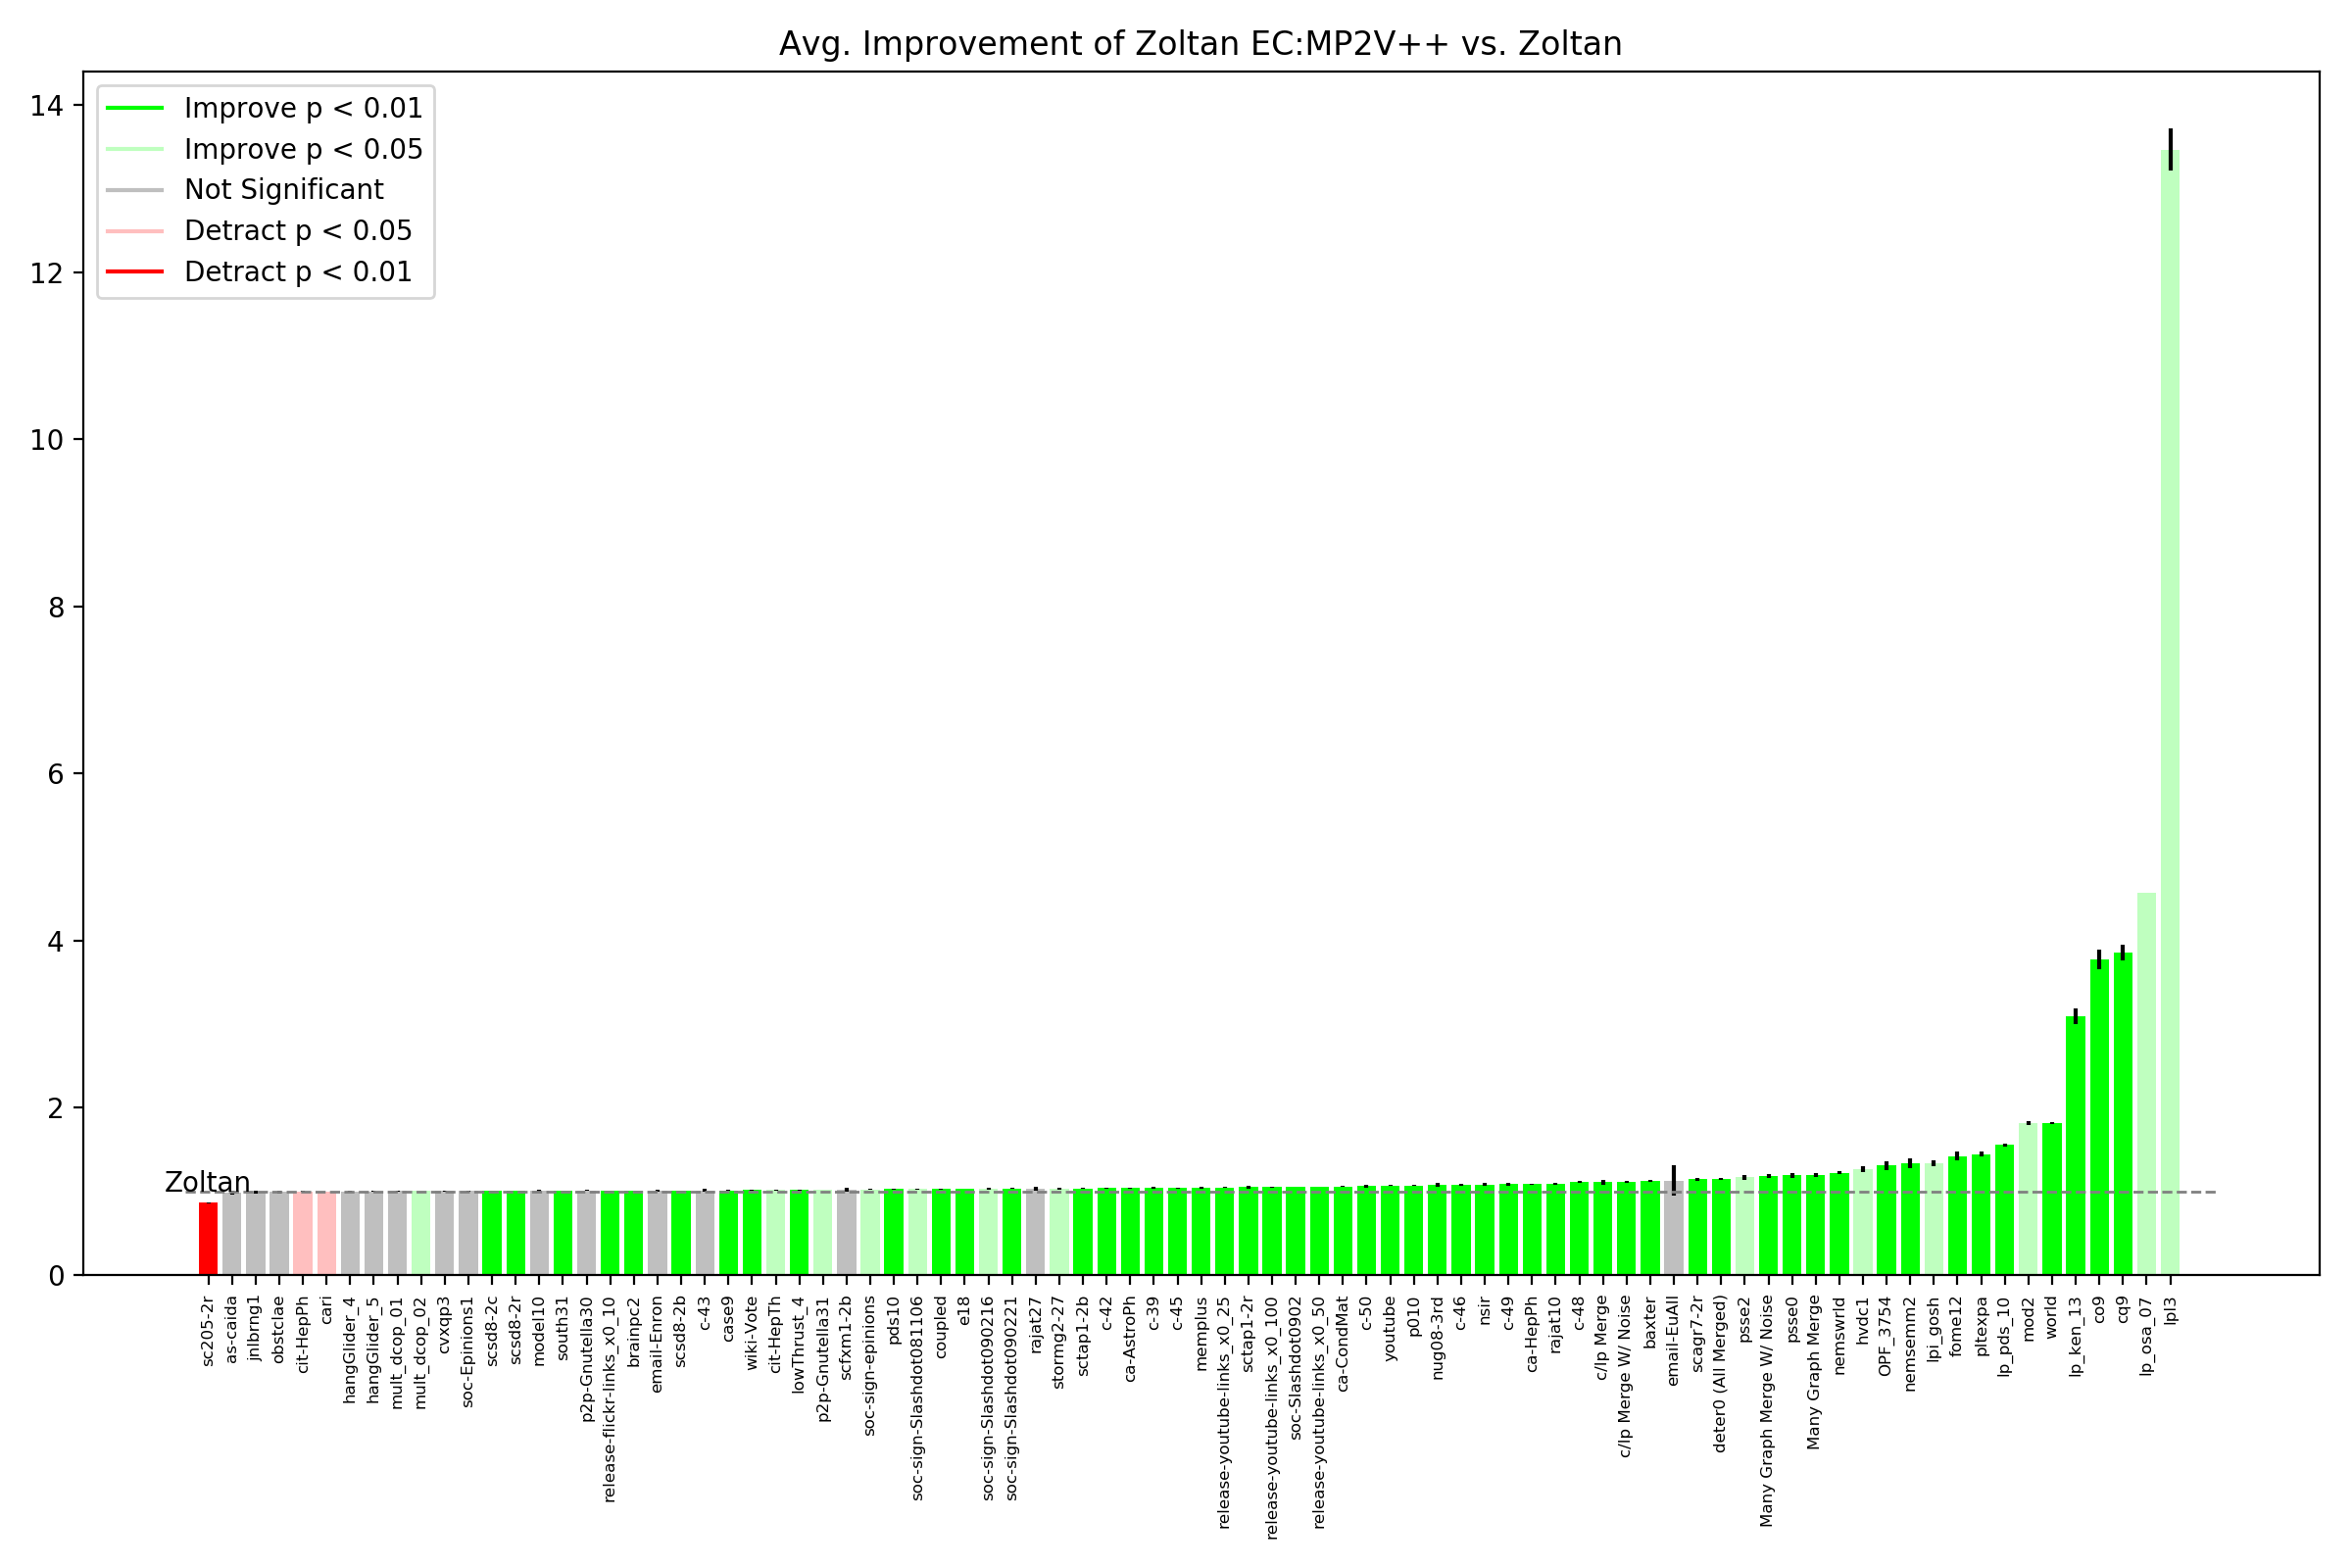 Avg. Improvement of Zoltan EC:MP2V++ vs. Zoltan
Improve p < 0.01
Improve p < 0.05
Not Significant
Detract p < 0.05
Detract p < 0.01
14
12
10
8
6
4
2
0
Zoltan
sc205-2r
as-caida
jnlbrng1
obstclae
cit-HepPh
cari
hangGlider_4
hangGlider_5
mult_dcop_01
mult_dcop_02
cvxqp3
soc-Epinions1
scsd8-2c
scsd8-2r
model10
south31
p2p-Gnutella30
release-flickr-links_x0_10
brainpc2
email-Enron
scsd8-2b
c-43
case9
wiki-Vote
cit-HepTh
lowThrust_4
p2p-Gnutella31
scfxm1-2b
soc-sign-epinions
pds10
soc-sign-Slashdot081106
coupled
e18
soc-sign-Slashdot090216
soc-sign-Slashdot090221
rajat27
stormg2-27
sctap1-2b
c-42
ca-AstroPh
c-39
c-45
memplus
release-youtube-links_x0_25
sctap1-2r
release-youtube-links_x0_100
soc-Slashdot0902
release-youtube-links_x0_50
ca-CondMat
c-50
youtube
p010
nug08-3rd
c-46
nsir
c-49
ca-HepPh
rajat10
c-48
c/lp Merge
c/lp Merge W/ Noise
baxter
email-EuAll
scagr7-2r
deter0 (All Merged)
psse2
Many Graph Merge W/ Noise
psse0
Many Graph Merge
nemswrld
hvdc1
OPF_3754
nemsemm2
lpi_gosh
fome12
pltexpa
lp_pds_10
mod2
world
lp_ken_13
co9
cq9
lp_osa_07
lpl3